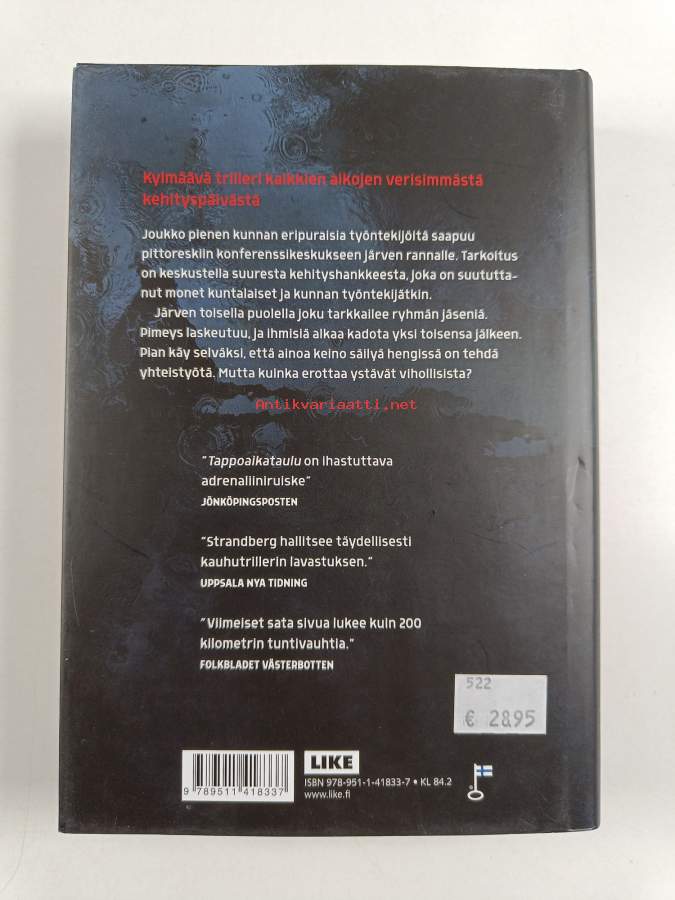 Kylmäävä trilleri kaikkien aikojen verisimmästä
kehityspäivästä
Joukko pienen kunnan eripuraisia työntekijöitä saapuu
pittoreskiin konferenssikeskukseen järven rannalle. Tarkoitus
on keskustella suuresta kehityshankkeesta, joka on suututta-
nut monet kuntalaiset ja kunnan työntekijätkin.
Järven toisella puolella joku tarkkailee ryhmän jäseniä.
Pimeys laskeutuu, ja ihmisiä alkaa kadota yksi toisensa jälkeen.
Pian käy selväksi, että ainoa keino säilyä hengissä on tehdä
yhteistyötä. Mutta kuinka erottaa ystävät vihollisista?
Antikvariaatti.net
"Tappoaikataulu on ihastuttava
adrenaliiniruiske"
JÖNKÖPINGSPOSTEN
"Strandberg hallitsee täydellisesti
kauhutrillerin lavastuksen."
UPPSALA NYA TIDNING
"Viimeiset sata sivua lukee kuin 200
kilometrin tuntivauhtia."
FOLKBLADET VÄSTERBOTTEN
522
€ 28.95
LIKE
ISBN 978-951-1-41833-7 • KL 84.2
www.like.fi
9 789511 418337